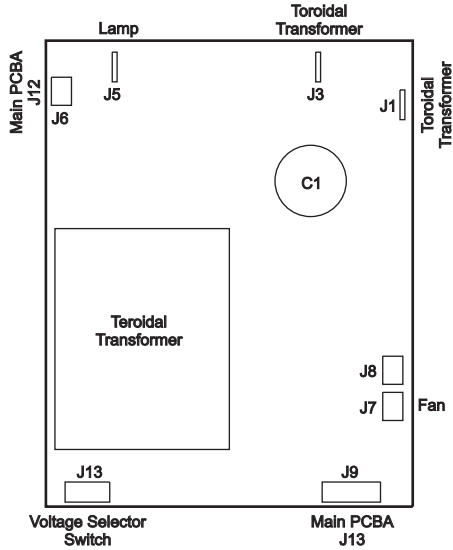 Lamp
Toroidal
Transformer
Main PCBA
J12
J5
J3
J6
J1
Toroidal
Transformer
C1
Teroidal
Transformer
J8
J7
Fan
J13
J9
Voltage Selector
Switch
Main PCBA
J13